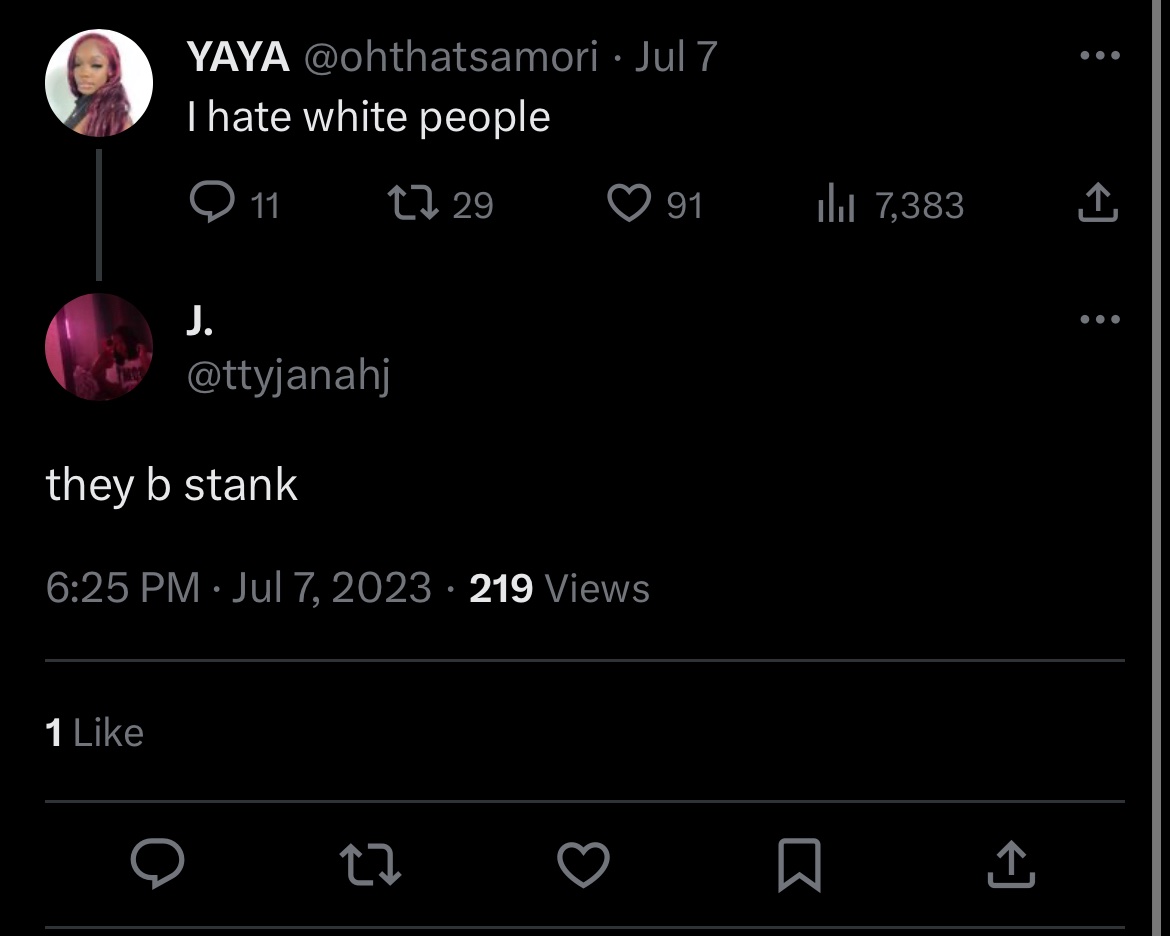 YAYA @ohthatsamori · Jul 7
I hate white people
11 29 91 7,383
J.
@ttyjanahj
they b stank
6:25 PM · Jul 7, 2023 · 219 Views
1 Like